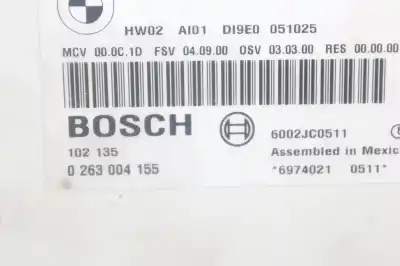 HW02 AI01 DI9E0 051025
MCV 00.0C.1D FSV 04.09.00 OSV 03.03.00 RES 00.00.00
BOSCH 6002JC0511
102 135 Assembled in Mexic
0 263 004 155 *6974021 0511*